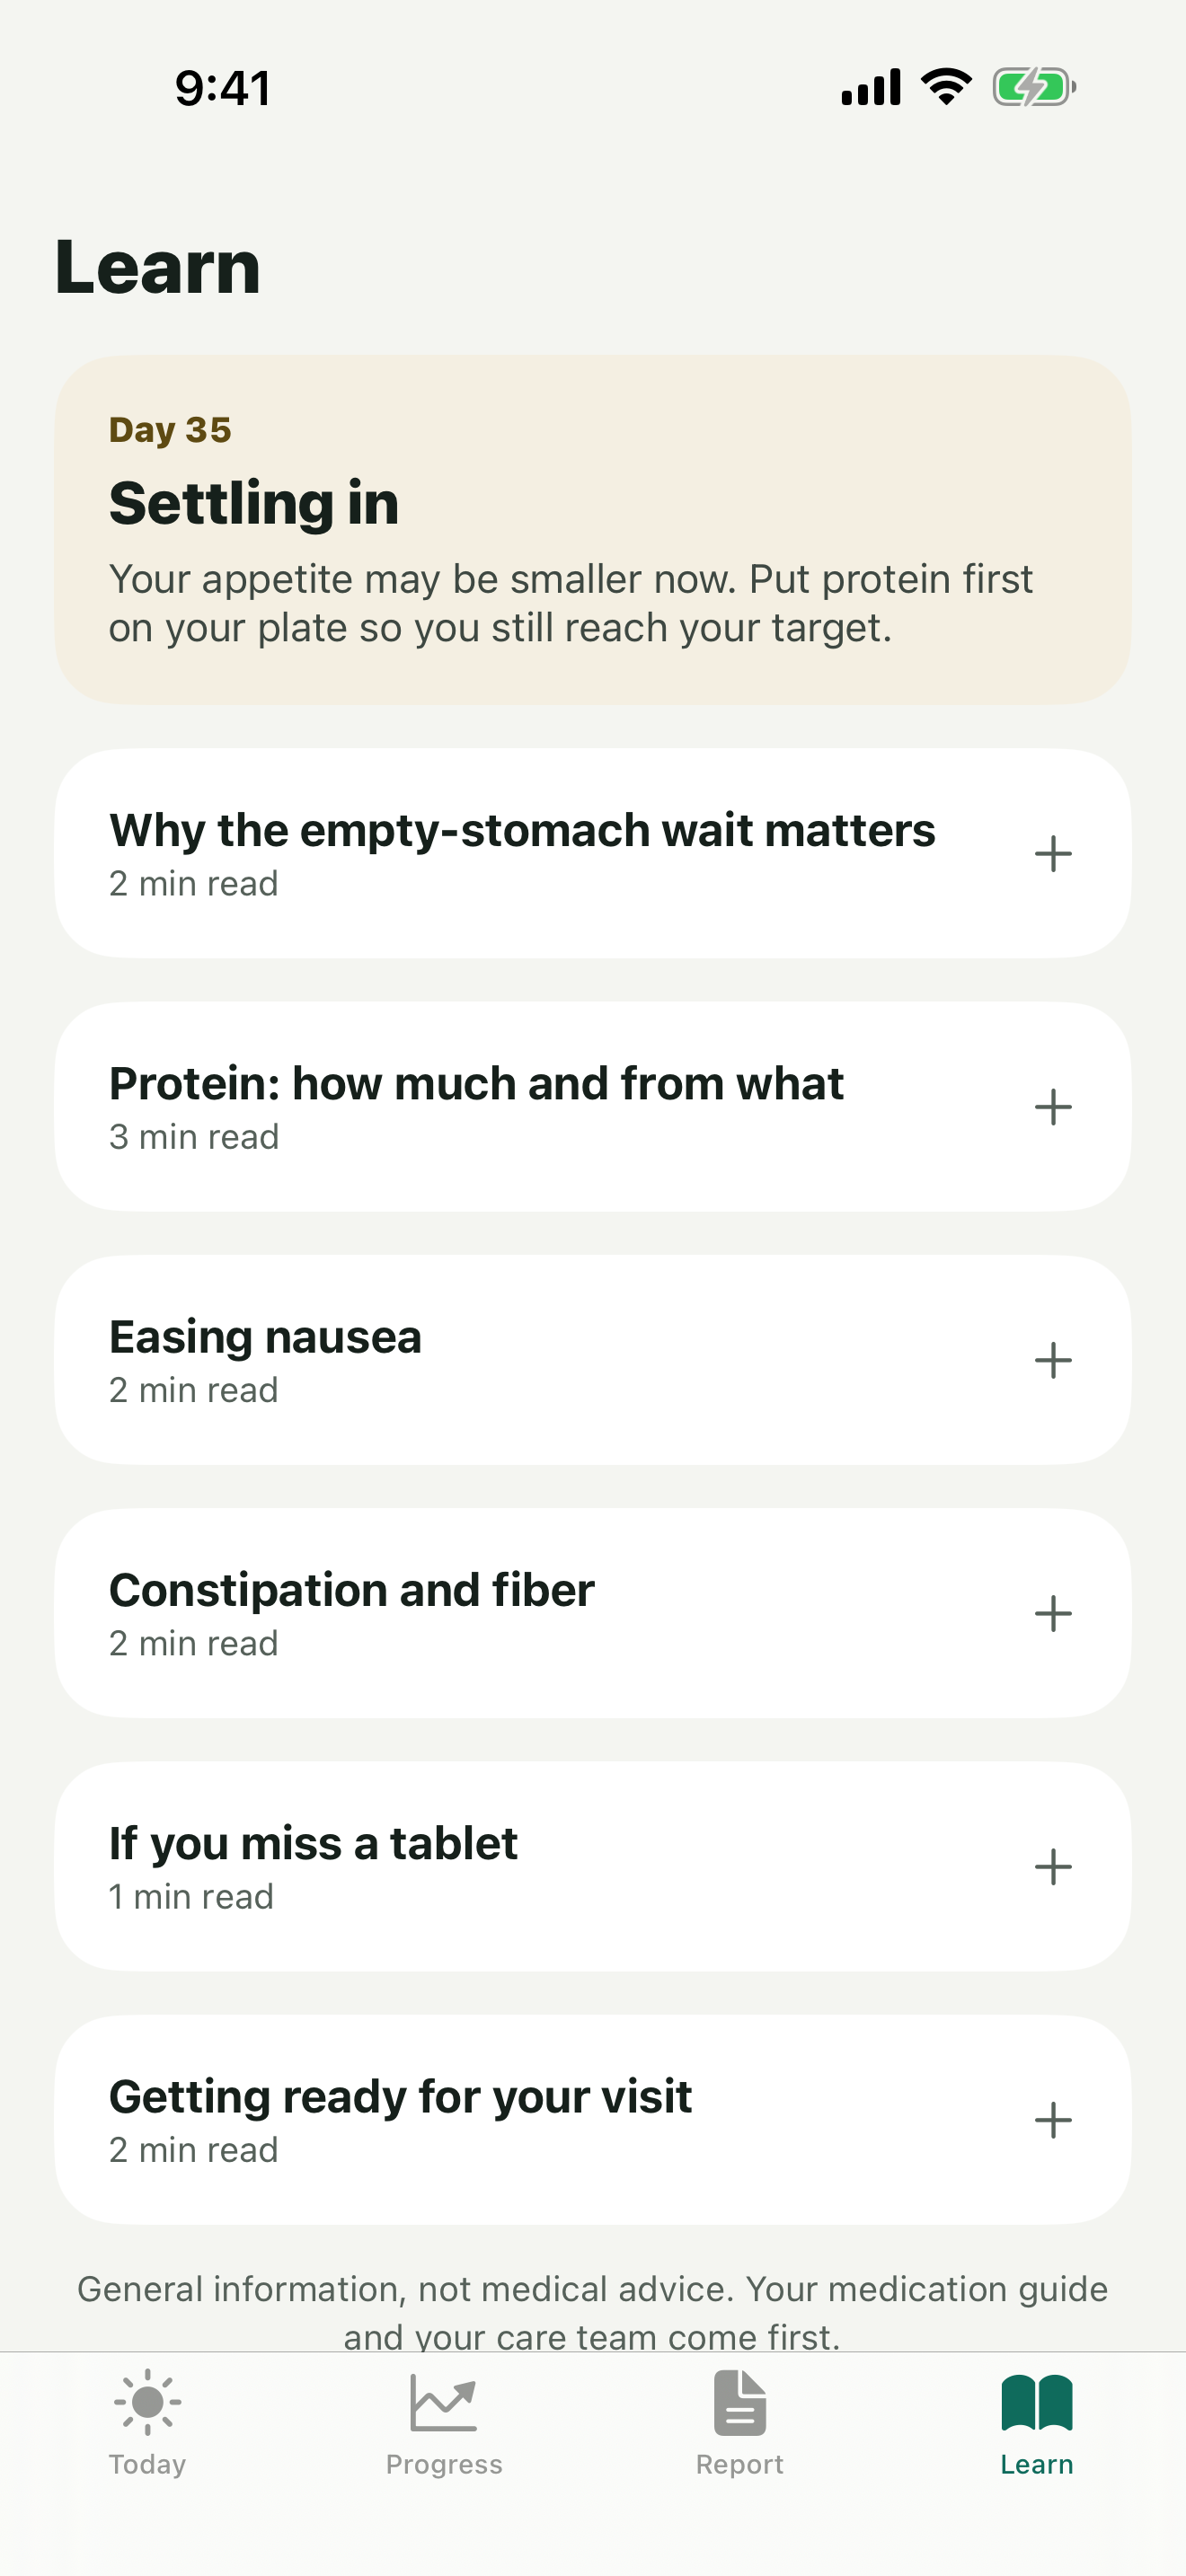 9:41
Learn
Day 35
Settling in
Your appetite may be smaller now. Put protein first
on your plate so you still reach your target.
Why the empty-stomach wait matters
2 min read
Protein: how much and from what
3 min read
Easing nausea
2 min read
Constipation and fiber
2 min read
If you miss a tablet
1 min read
Getting ready for your visit
2 min read
General information, not medical advice. Your medication guide
and your care team come first.
Today
Progress
Report
Learn